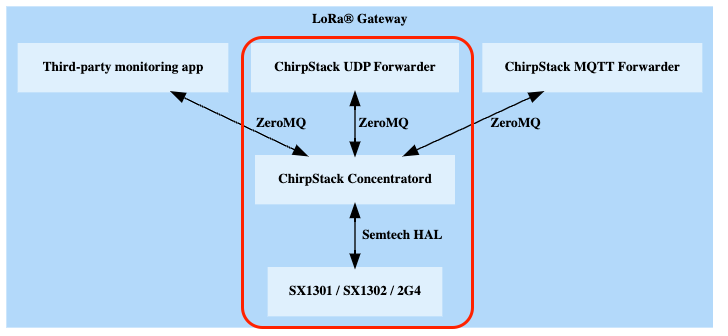 LoRa® Gateway
Third-party monitoring app
ChirpStack UDP Forwarder
ChirpStack MQTT Forwarder
ZeroMQ
ZeroMQ
ZeroMQ
ChirpStack Concentratord
Semtech HAL
SX1301 / SX1302 / 2G4